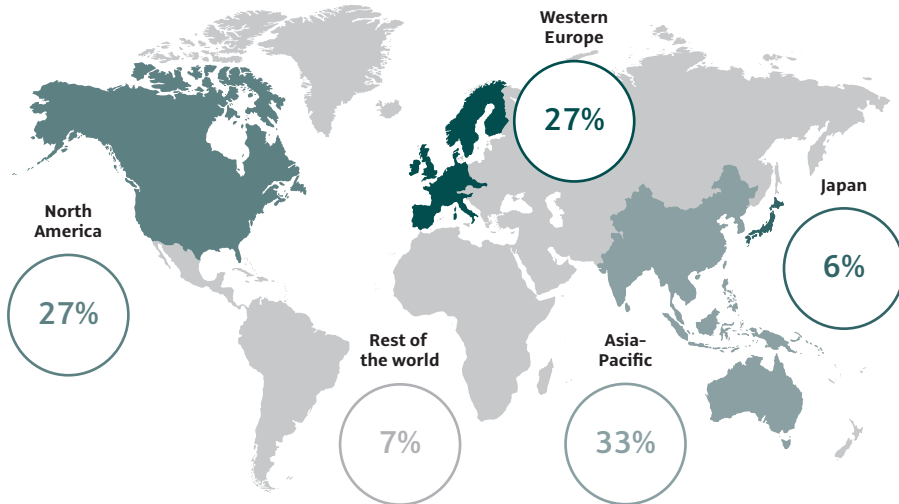 Western
Europe
27%
Japan
6%
North
America
27%
Rest of
the world
7%
Asia-
Pacific
33%